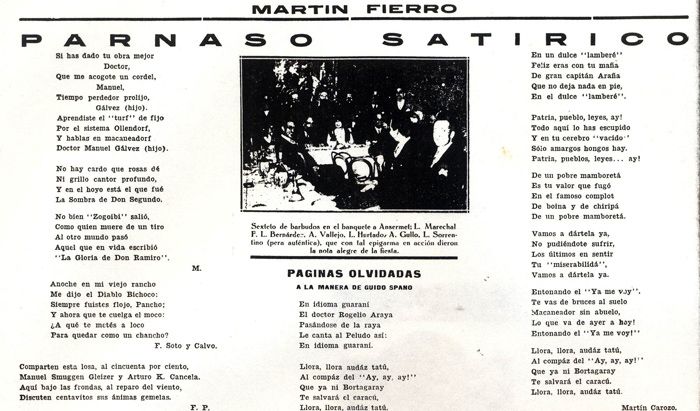 MARTIN FIERRO
PARNASO SATIRICO
Si has dado tu obra mejor
Doctor,
Que me acogote un cordel,
Manuel,
Tiempo perdedor prolijo,
Gálvez (hijo).
Aprendiste el "turf" de fijo
Por el sistema Ollendorf,
Y hablas en macaneadorf
Doctor Manuel Gálvez (hijo).
No hay cardo que rosas dé
Ni grillo cantor profundo,
Y en el hoyo está el que fué
La Sombra de Don Segundo.
No bien "Zogoibi" salió,
Como quien muere de un tiro
Al otro mundo pasó
Aquel que en vida escribió
"La Gloria de Don Ramiro".
M.
Anoche en mi viejo rancho
Me dijo el Diablo Bichoco:
Siempre fuistes flojo, Pancho;
Y ahora que te cuelga el moco:
¿A qué te metés a loco
Para quedar como un chancho?
F. Soto y Calvo.
Comparten esta losa, al cincuenta por ciento,
Manuel Smuggen Gleizer y Arturo K. Cancela.
Aquí bajo las frondas, al reparo del viento,
Discuten centavitos sus ánimas gemelas.
F. P.
Sexteto de barbudos en el banquete a Ansermet; L. Marechal
F. L. Bernárdez, A. Vallejo, L. Hurtado, A. Gullo, L. Sorren-
tino (pera auténtica), que con tal epigarma en acción dieron
la nota alegre de la fiesta.
PAGINAS OLVIDADAS
A LA MANERA DE GUIDO SPANO
En idioma guaraní
El doctor Rogelio Araya
Pasándose de la raya
Le canta al Peludo así:
En idioma guaraní.
Llora, llora audáz tatú,
Al compáz del "Ay, ay, ay!"
Que ya ni Bortagaray
Te salvará el caracú.
Llora, llora, audáz tatú.
En un dulce "lamberé"
Feliz eras con tu maña
De gran capitán Araña
Que no deja nada en pie,
En el dulce "lamberé".
Patria, pueblo, leyes, ay!
Todo aquí lo has escupido
Y en tu cerebro "vacido"
Sólo amargos hongos hay.
Patria, pueblos, leyes... ay!
De un pobre mamboretá
Es tu valor que fugó
En el famoso complot
De boina y de chiripá
De un pobre mamboretá.
Vamos a dártela ya,
No pudiéndote sufrir,
Los últimos en sentir
Tu "miserabilidá",
Vamos a dártela ya.
Entonando el "Ya me voy".
Te vas de bruces al suelo
Macaneador sin abuelo,
Lo que va de ayer a hoy!
Entonando el "Ya me voy!"
Llora, llora, audáz tatú,
Al compáz del "Ay, ay, ay!"
Que ya ni Bortagaray
Te salvará el caracú.
Llora, llora, audáz tatú.
Martín Carozo.